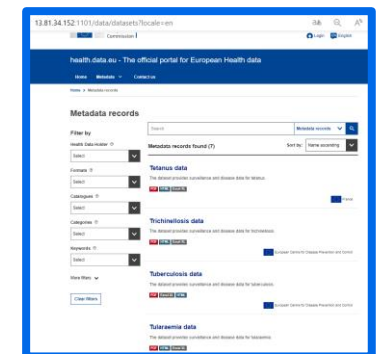 13.81.34.152:1101/data/datasets?locale=en
Commission
Login English
health.data.eu - The official portal for European Health data
Home Metadata Contact us
Home > Metadata records
Metadata records
Filter by
Search Metadata records
Health Data Holder
Metadata records found (7) Sort by: Name ascending
Select
Formats
Select
Catalogues
Select
Categories
Select
Keywords
Select
More filters
Clear filters
Tetanus data
The dataset provides surveillance and disease data for tetanus.
Trichinellosis data
The dataset provides surveillance and disease data for trichinellosis.
European Centre for Disease Prevention and Control
Tuberculosis data
The dataset provides surveillance and disease data for tuberculosis.
European Centre for Disease Prevention and Control
Tularaemia data
The dataset provides surveillance and disease data for tularaemia.